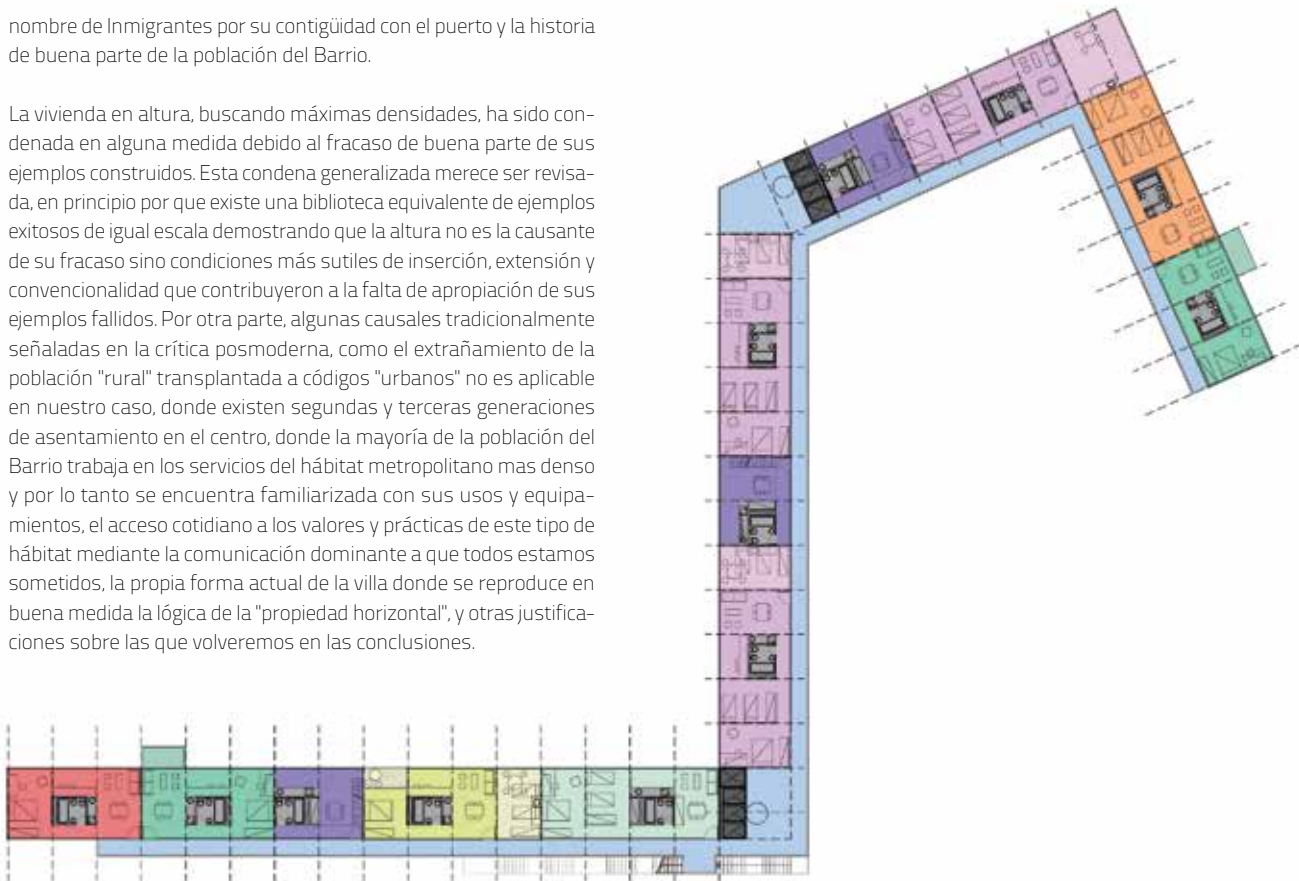 nombre de Inmigrantes por su contigüidad con el puerto y la historia
de buena parte de la población del Barrio.
La vivienda en altura, buscando máximas densidades, ha sido con-
denada en alguna medida debido al fracaso de buena parte de sus
ejemplos construidos. Esta condena generalizada merece ser revisa-
da, en principio por que existe una biblioteca equivalente de ejemplos
exitosos de igual escala demostrando que la altura no es la causante
de su fracaso sino condiciones más sutiles de inserción, extensión y
convencionalidad que contribuyeron a la falta de apropiación de sus
ejemplos fallidos. Por otra parte, algunas causales tradicionalmente
señaladas en la crítica posmoderna, como el extrañamiento de la
población "rural" transplantada a códigos "urbanos" no es aplicable
en nuestro caso, donde existen segundas y terceras generaciones
de asentamiento en el centro, donde la mayoría de la población del
Barrio trabaja en los servicios del hábitat metropolitano mas denso
y por lo tanto se encuentra familiarizada con sus usos y equipa-
mientos, el acceso cotidiano a los valores y prácticas de este tipo de
hábitat mediante la comunicación dominante a que todos estamos
sometidos, la propia forma actual de la villa donde se reproduce en
buena medida la lógica de la "propiedad horizontal", y otras justifica-
ciones sobre las que volveremos en las conclusiones.